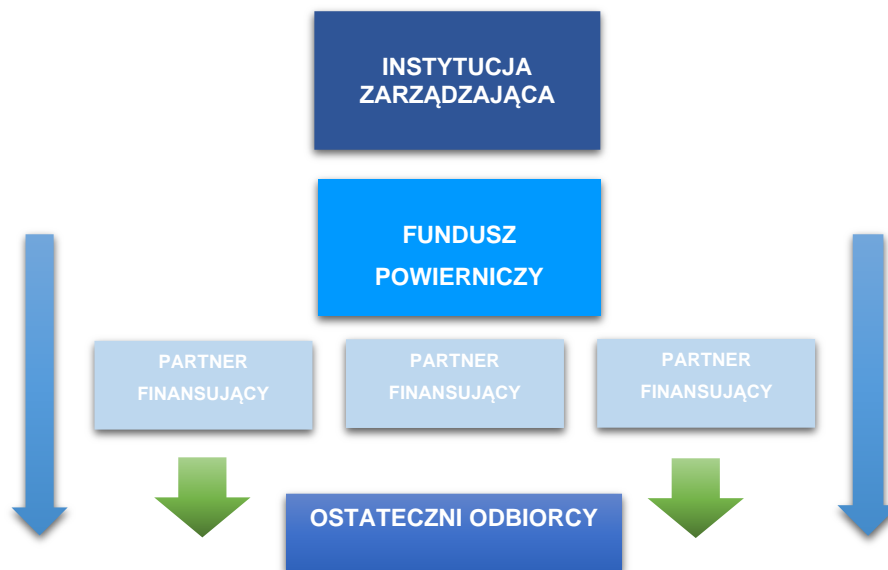 INSTYTUCJA
ZARZĄDZAJĄCA
FUNDUSZ
POWIERNICZY
PARTNER
FINANSUJĄCY
PARTNER
FINANSUJĄCY
PARTNER
FINANSUJĄCY
OSTATECZNI ODBIORCY